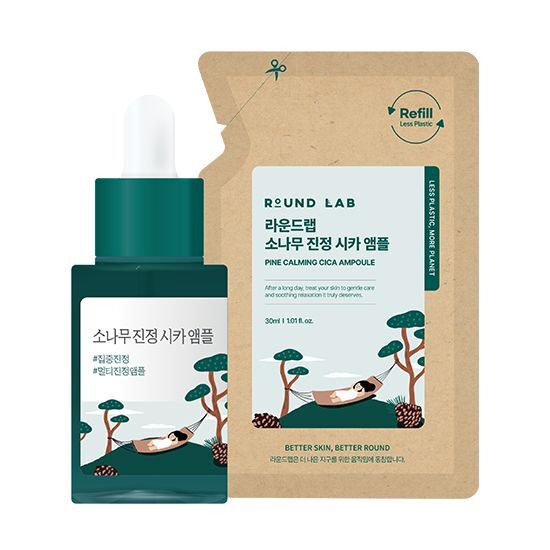 소나무 진정 시카 앰플
#집중진정
#멀티진정앰플
Refill
Less Plastic
LESS PLASTIC, MORE PLANET
ROUND LAB
라운드랩
소나무 진정 시카 앰플
PINE CALMING CICA AMPOULE
After a long day, treat your skin to gentle care
and soothing relaxation it truly deserves.
30ml | 1.01 fl.oz.
BETTER SKIN, BETTER ROUND
라운드랩은 더 나은 지구를 위한 움직임에 동참합니다.